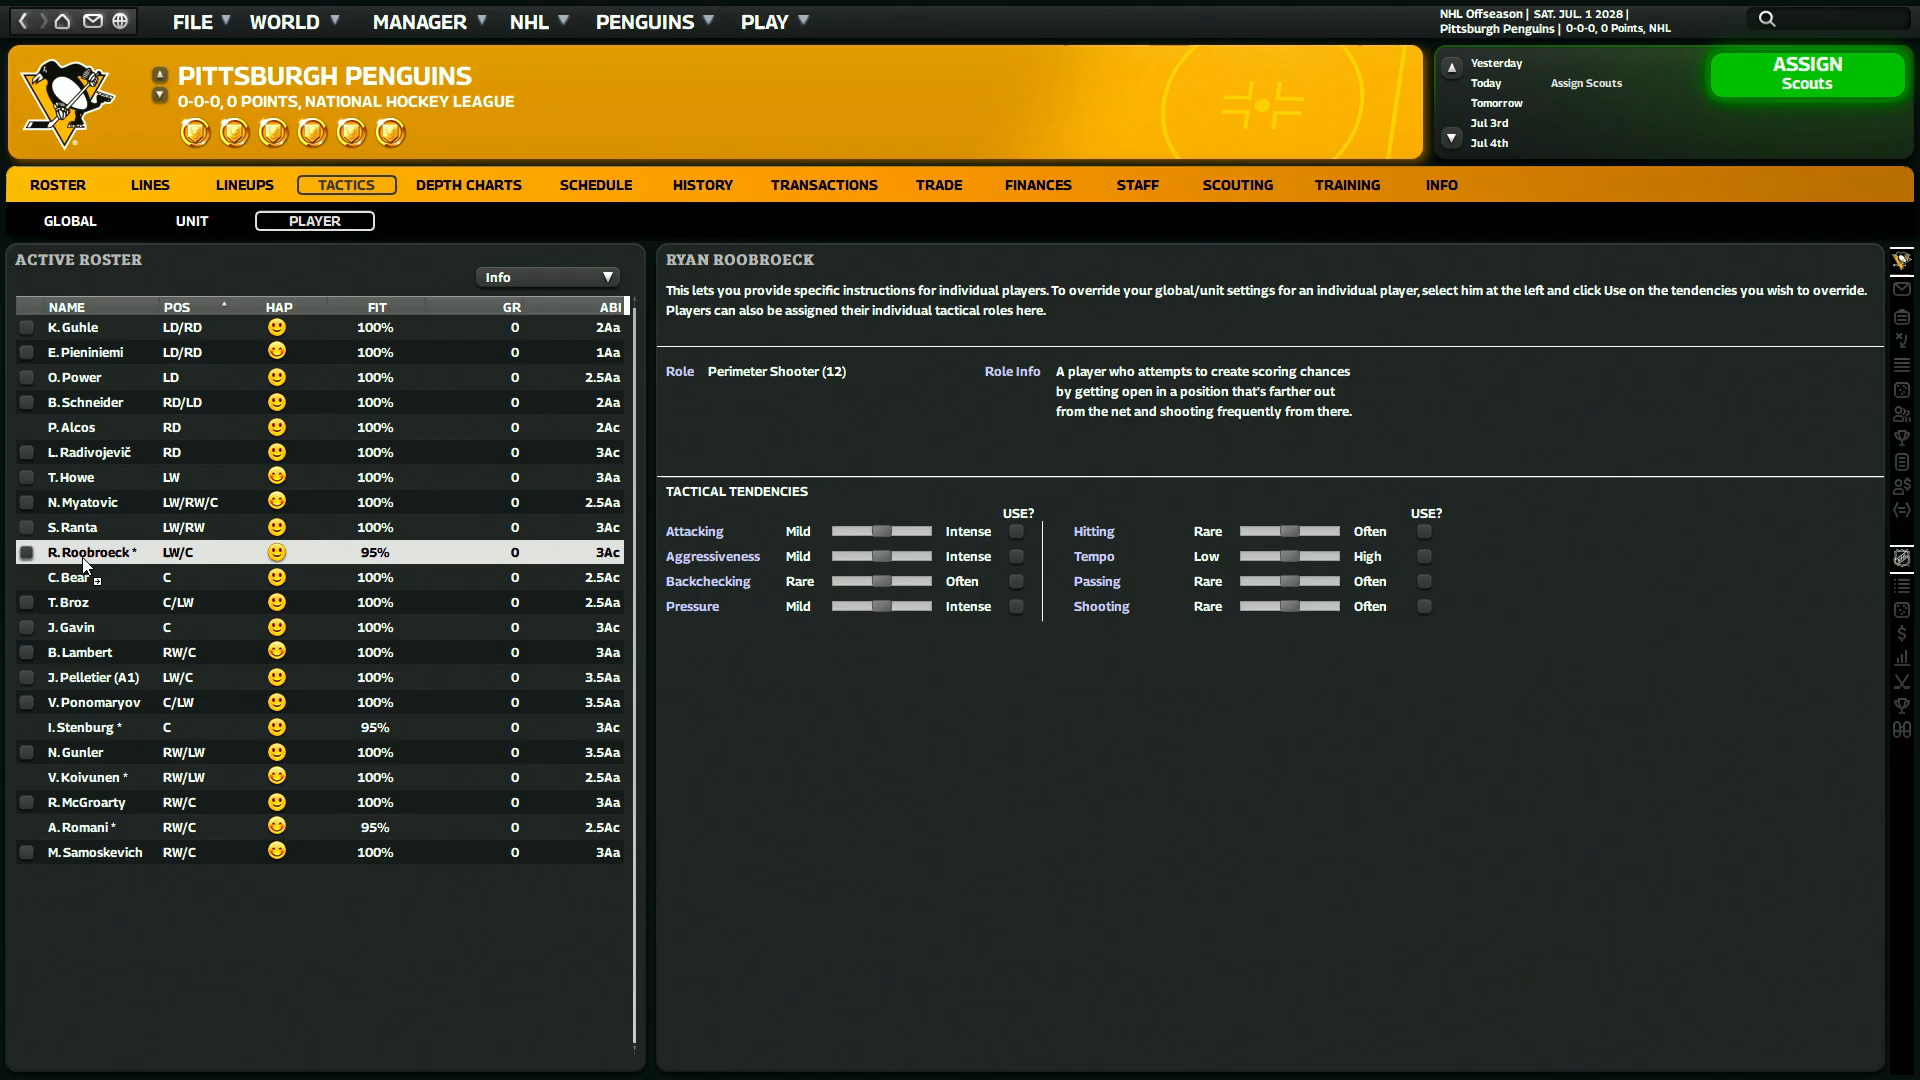 FILE
WORLD
MANAGER
NHL
PENGUINS
PLAY
NHL Offseason | SAT. JUL. 1 2028 |
Pittsburgh Penguins | 0-0-0, 0 Points, NHL
PITTSBURGH PENGUINS
0-0-0, 0 POINTS, NATIONAL HOCKEY LEAGUE
Yesterday
Today Assign Scouts
Tomorrow
Jul 3rd
Jul 4th
ASSIGN
Scouts
ROSTER LINES LINEUPS TACTICS DEPTH CHARTS SCHEDULE HISTORY TRANSACTIONS TRADE FINANCES STAFF SCOUTING TRAINING INFO
GLOBAL UNIT PLAYER
ACTIVE ROSTER
Info
NAME POS HAP FIT GR ABI
K. Guhle LD/RD 100% 0 2Aa
E. Pieniniemi LD/RD 100% 0 1Aa
O. Power LD 100% 0 2.5Aa
B. Schneider RD/LD 100% 0 2Aa
P. Alcos RD 100% 0 2Ac
L. Radivojevič RD 100% 0 3Ac
T. Howe LW 100% 0 3Aa
N. Myatovic LW/RW/C 100% 0 2.5Aa
S. Ranta LW/RW 100% 0 3Ac
R. Roobroeck * LW/C 95% 0 3Ac
C. Bear C 100% 0 2.5Ac
T. Broz C/LW 100% 0 2.5Aa
J. Gavin C 100% 0 3Ac
B. Lambert RW/C 100% 0 3Aa
J. Pelletier (A1) LW/C 100% 0 3.5Aa
V. Ponomaryov C/LW 100% 0 3.5Aa
I. Stenburg * C 95% 0 3Ac
N. Gunler RW/LW 100% 0 3.5Aa
V. Koivunen * RW/LW 100% 0 2.5Aa
R. McGroarty RW/C 100% 0 3Aa
A. Romani * RW/C 95% 0 2.5Ac
M. Samoskevich RW/C 100% 0 3Aa
RYAN ROOBROECK
This lets you provide specific instructions for individual players. To override your global/unit settings for an individual player, select him at the left and click Use on the tendencies you wish to override.
Players can also be assigned their individual tactical roles here.
Role Perimeter Shooter (12)
Role Info A player who attempts to create scoring chances
by getting open in a position that's farther out
from the net and shooting frequently from there.
TACTICAL TENDENCIES
USE? USE?
Attacking Mild Intense Hitting Rare Often
Aggressiveness Mild Intense Tempo Low High
Backchecking Rare Often Passing Rare Often
Pressure Mild Intense Shooting Rare Often